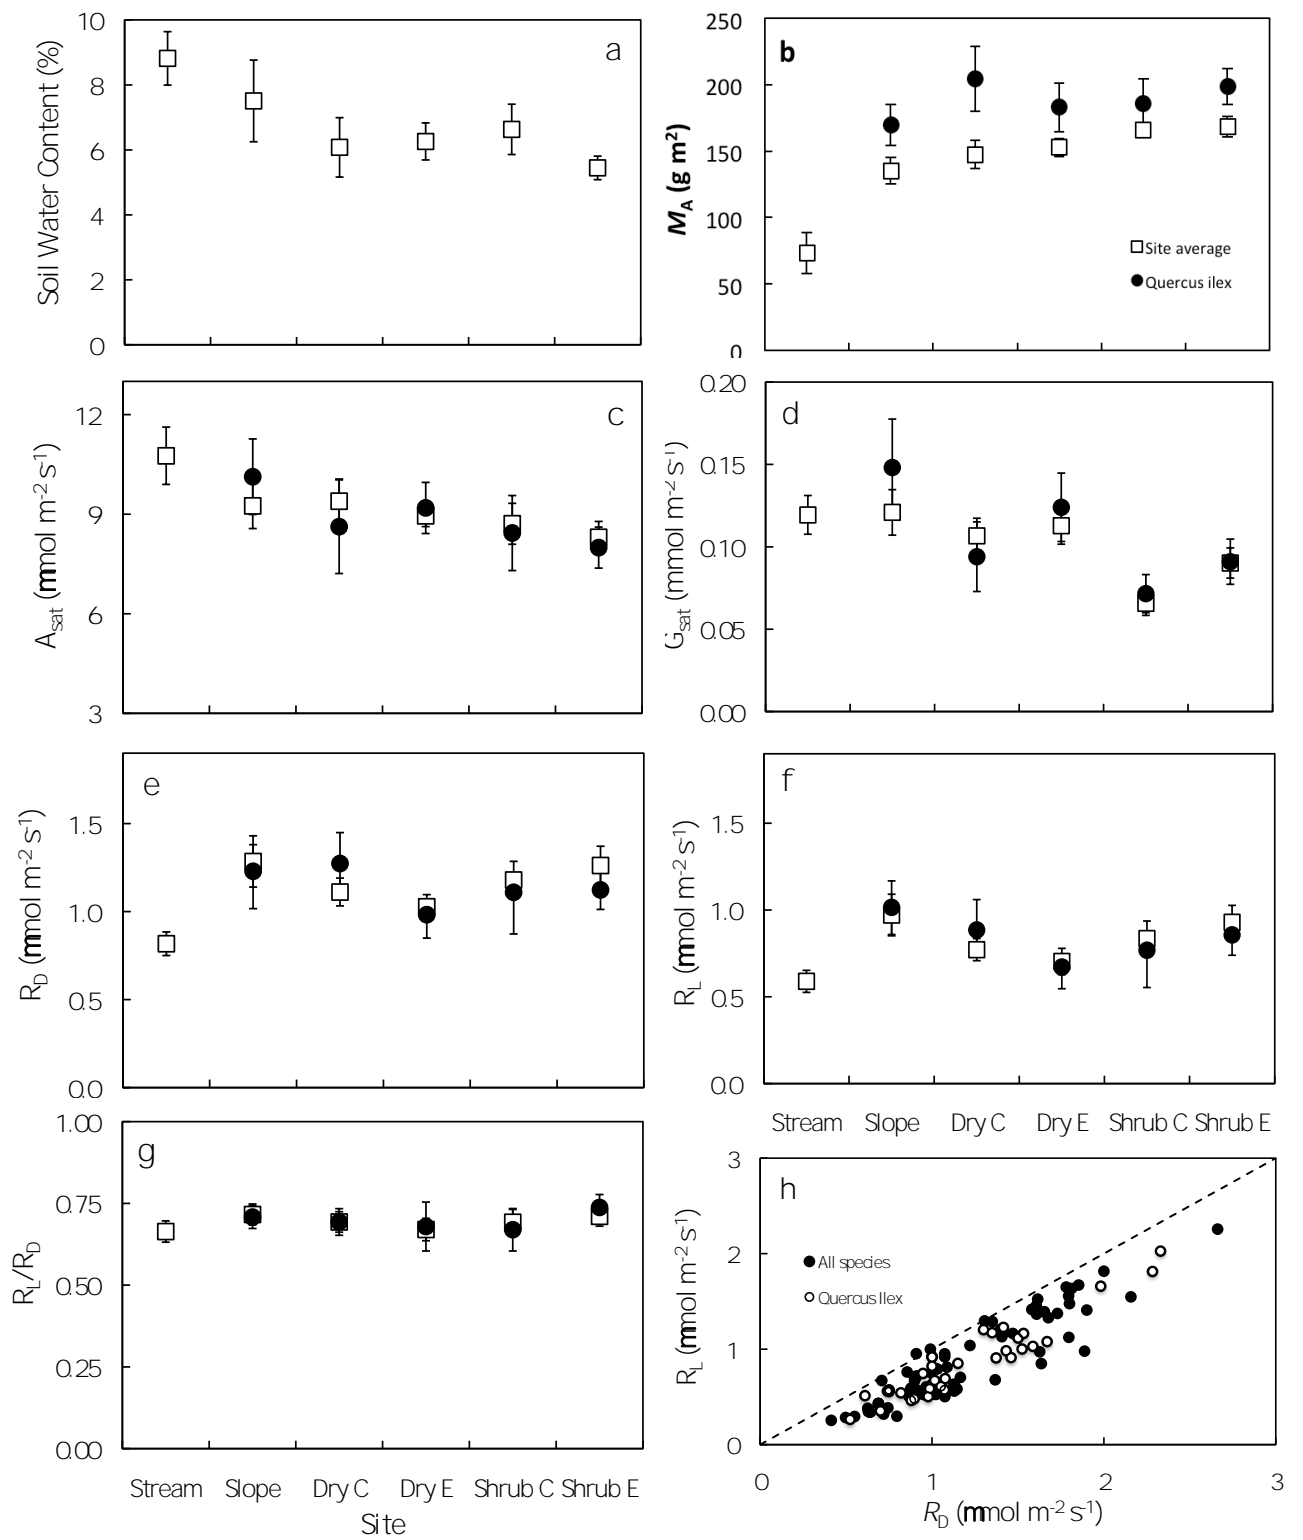 a
Soil Water Content (%)
10
8
6
4
2
0
b
M_A (g m²)
250
200
150
100
50
0
Site average
Quercus ilex
c
A_sat (mmol m⁻² s⁻¹)
12
9
6
3
d
G_sat (mmol m⁻² s⁻¹)
0.20
0.15
0.10
0.05
0.00
e
R_D (mmol m⁻² s⁻¹)
1.5
1.0
0.5
0.0
f
R_L (mmol m⁻² s⁻¹)
1.5
1.0
0.5
0.0
Stream Slope Dry C Dry E Shrub C Shrub E
g
R_L/R_D
1.00
0.75
0.50
0.25
0.00
Stream Slope Dry C Dry E Shrub C Shrub E
Site
h
R_L (mmol m⁻² s⁻¹)
3
2
1
0
All species
Quercus Ilex
0 1 2 3
R_D (mmol m⁻² s⁻¹)